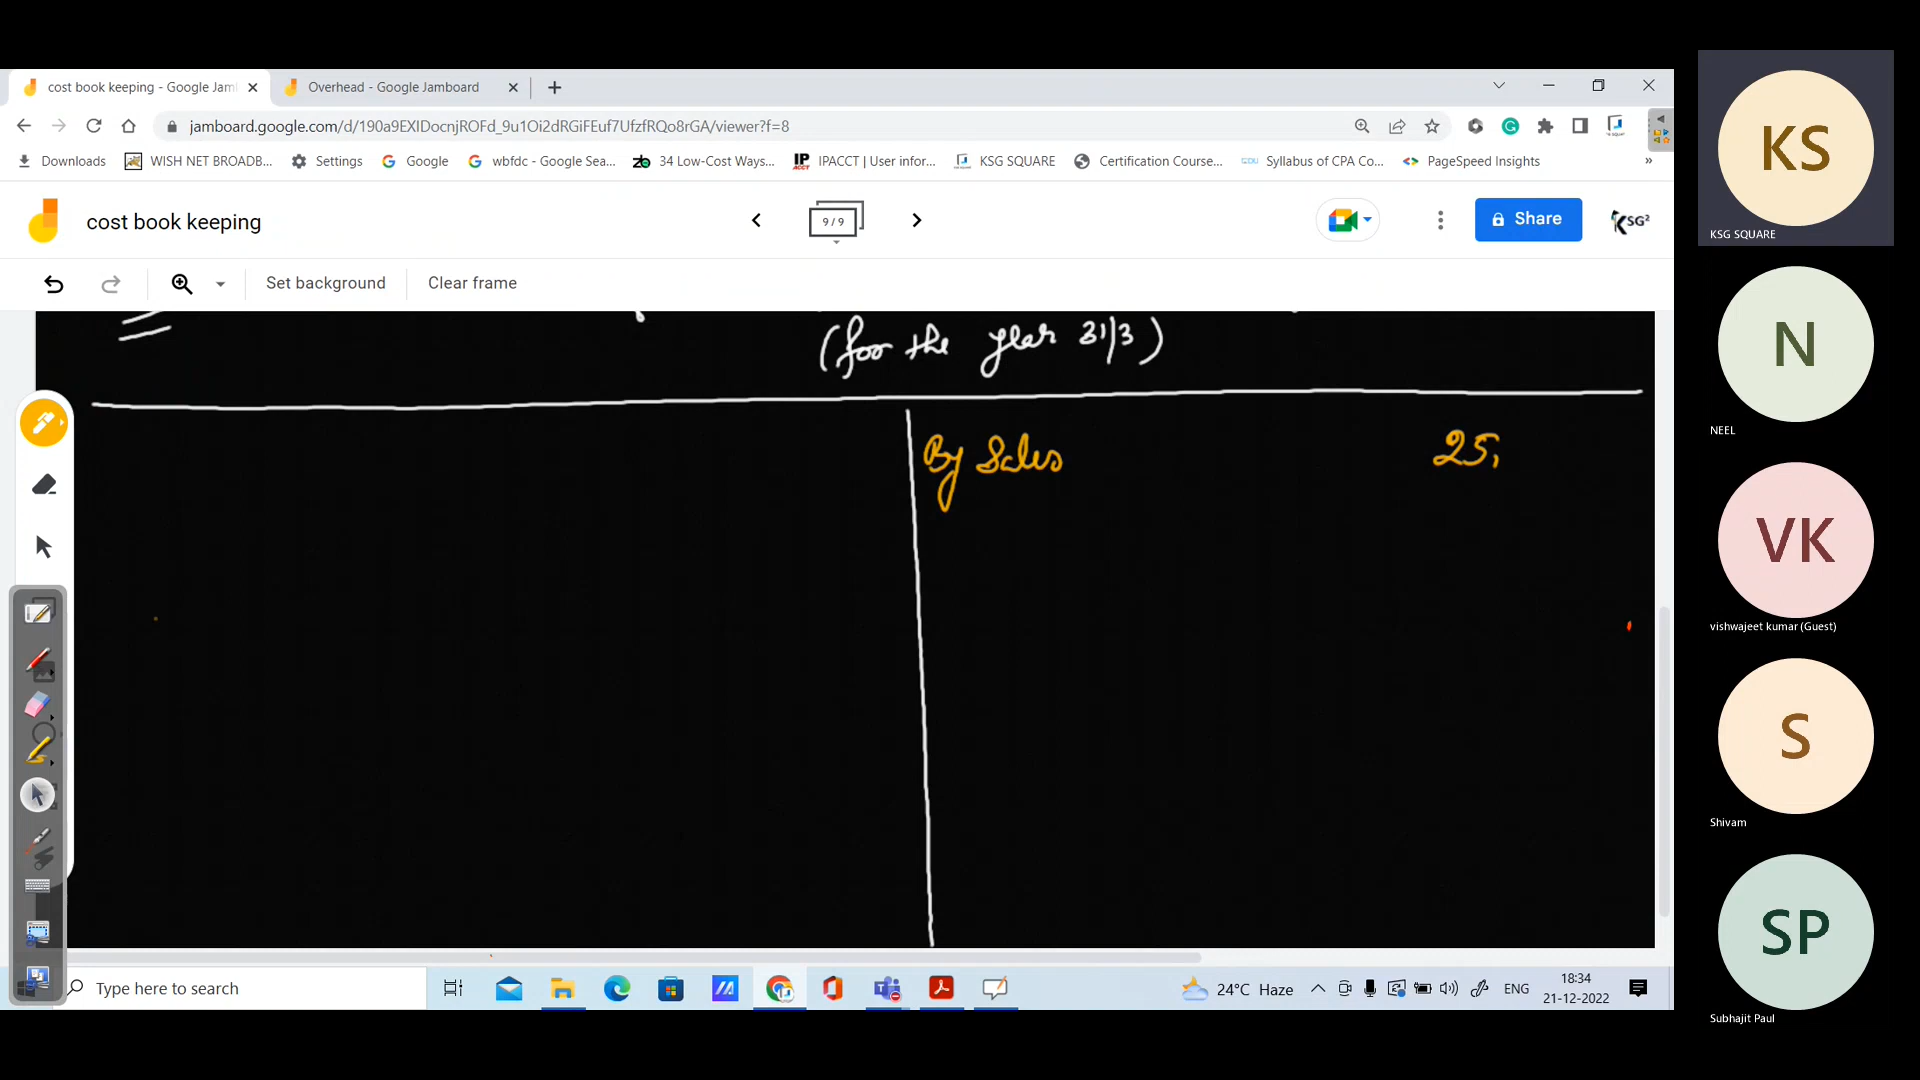 cost book keeping - Google Jam
Overhead - Google Jamboard
jamboard.google.com/d/190a9EXIDocnjROFd_9u1Oi2dRGiFEuf7UfzfRQo8rGA/viewer?f=8
Downloads
WISH NET BROADB...
Settings
Google
wbfdc - Google Sea...
34 Low-Cost Ways...
IPACCT | User infor...
KSG SQUARE
Certification Course...
Syllabus of CPA Co...
PageSpeed Insights
»
cost book keeping
9 / 9
Share
KSG²
Set background
Clear frame
(for the year 31/3)
By Sales 25,
Type here to search
24°C Haze
ENG
18:34
21-12-2022
KS
KSG SQUARE
N
NEEL
VK
vishwajeet kumar (Guest)
S
Shivam
SP
Subhajit Paul